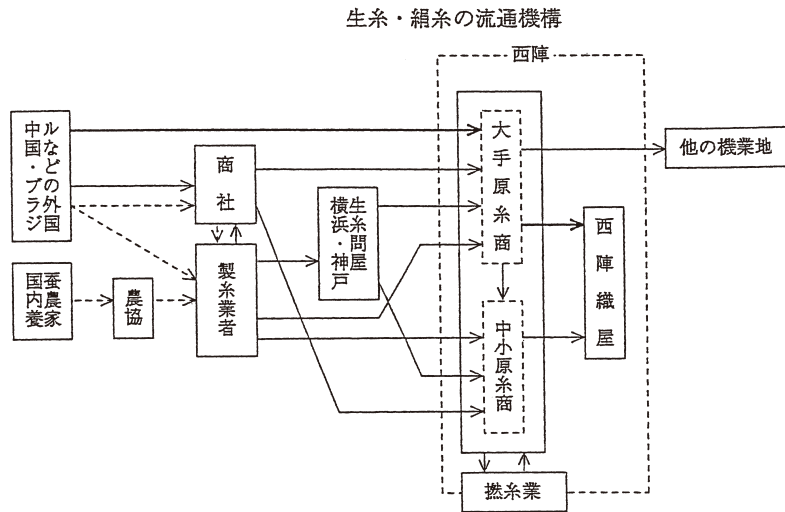 生糸・絹糸の流通機構
西陣
中国・ブラジ
ルなどの外国
国内養
蚕農家
農協
商社
製糸業者
横浜・神戸
生糸問屋
大手原糸商
中小原糸商
西陣織屋
他の機業地
撚糸業